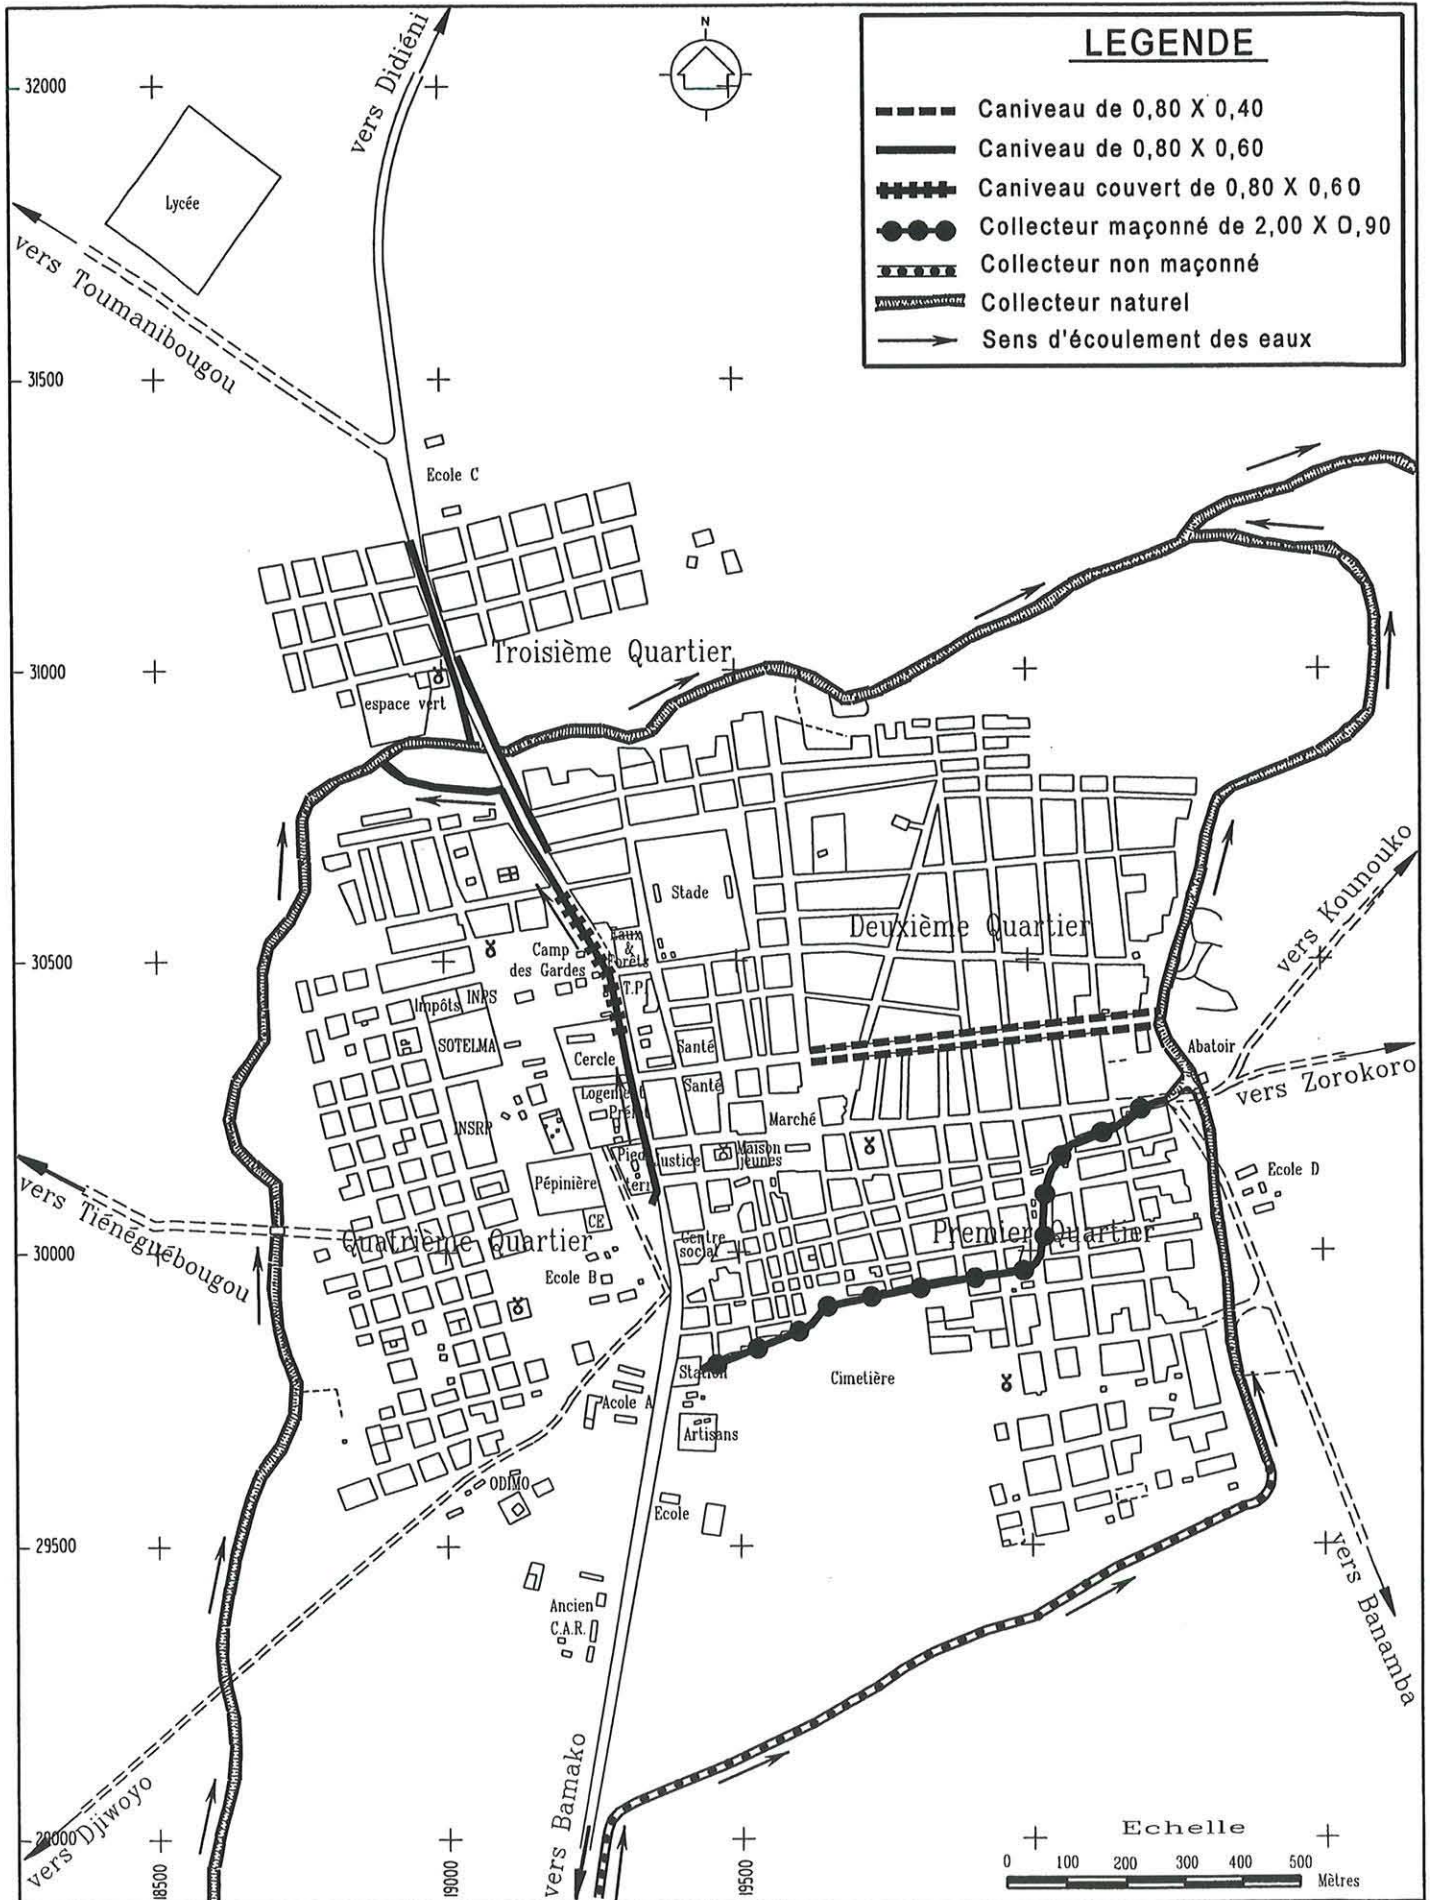 N
LEGENDE
Caniveau de 0,80 X 0,40
Caniveau de 0,80 X 0,60
Caniveau couvert de 0,80 X 0,60
Collecteur maçonné de 2,00 X 0,90
Collecteur non maçonné
Collecteur naturel
Sens d'écoulement des eaux
32000
vers Didiéni
Lycée
vers Toumanibougou
31500
Ecole C
31000
Troisième Quartier
espace vert
Stade
Deuxième Quartier
vers Kounouko
30500
Camp
des Gardes
Eaux
&
Forêts
T.P.
Impôts
INPS
SOTELMA
Cercle
Santé
Abatoir
vers Zorokoro
Logement
Santé
Préfet
Marché
INSRP
Pied
Justice
Maison
jeunes
Ecole D
vers Tiénéguébougou
Pépinière
terr
CE
30000
Quatrième Quartier
Centre
social
Premier Quartier
Ecole B
Station
Cimetière
Acole A
Artisans
ODIMO
Ecole
29500
vers Banamba
Ancien
C.A.R.
vers Djiwoyo
vers Bamako
18500
19000
19500
Echelle
0 100 200 300 400 500
Mètres